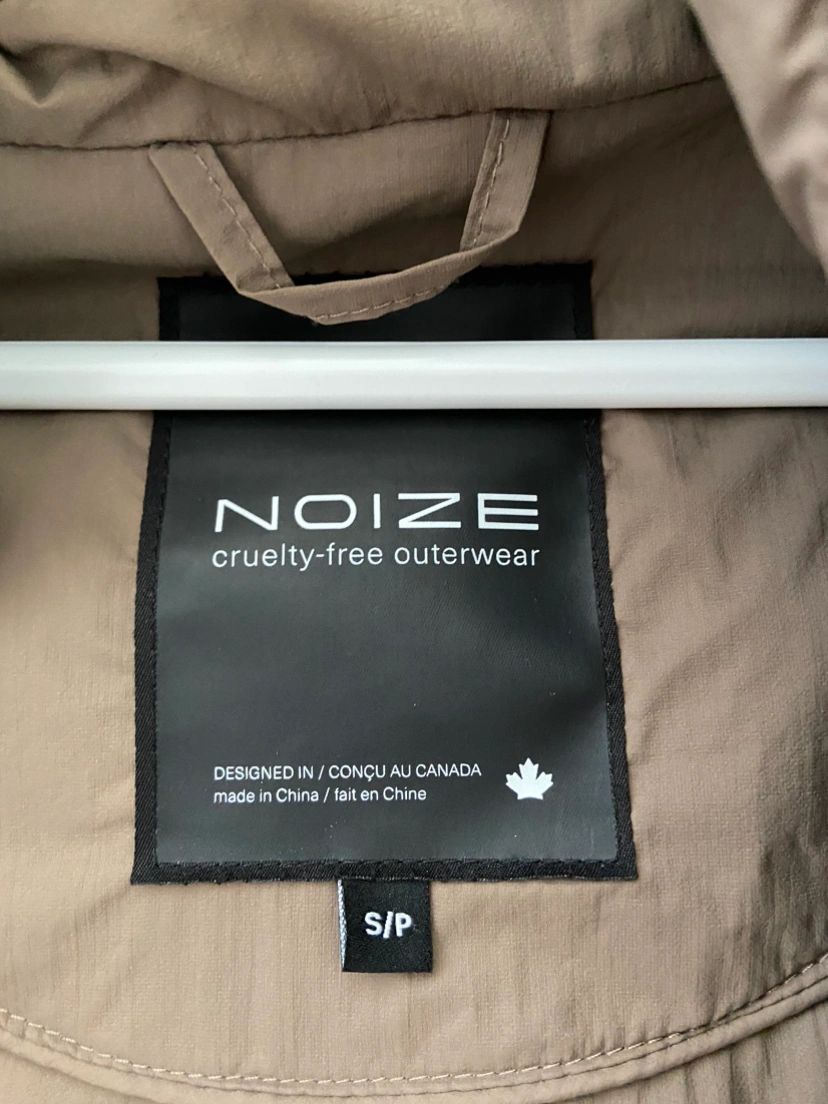 NOIZE
cruelty-free outerwear
DESIGNED IN / CONÇU AU CANADA
made in China / fait en Chine
S/P